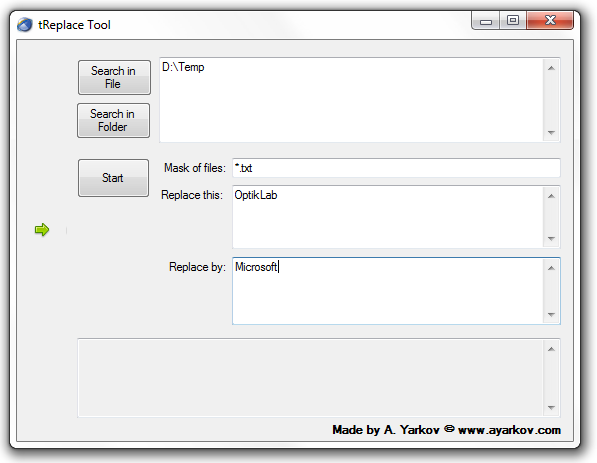 tReplace Tool
Search in
File
D:\Temp
Search in
Folder
Start
Mask of files:
*.txt
Replace this:
OptikLab
Replace by:
Microsoft
Made by A. Yarkov © www.ayarkov.com